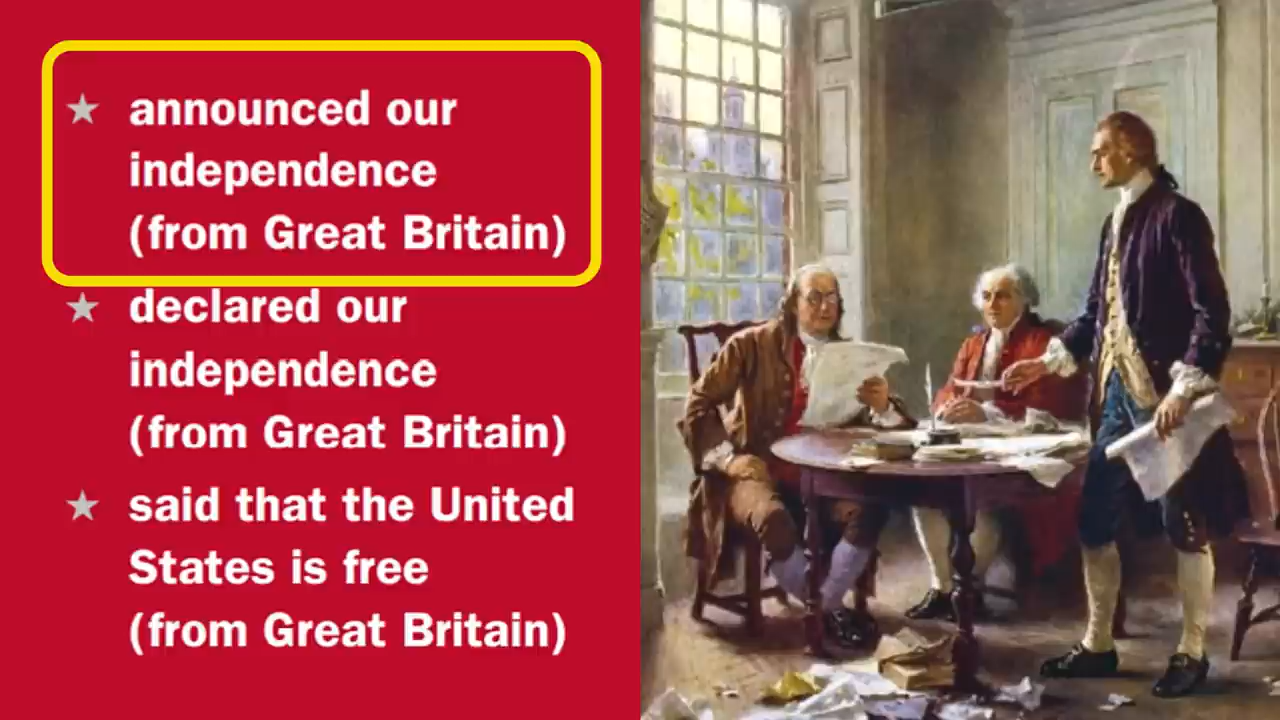 announced our
independence
(from Great Britain)
declared our
independence
(from Great Britain)
said that the United
States is free
(from Great Britain)